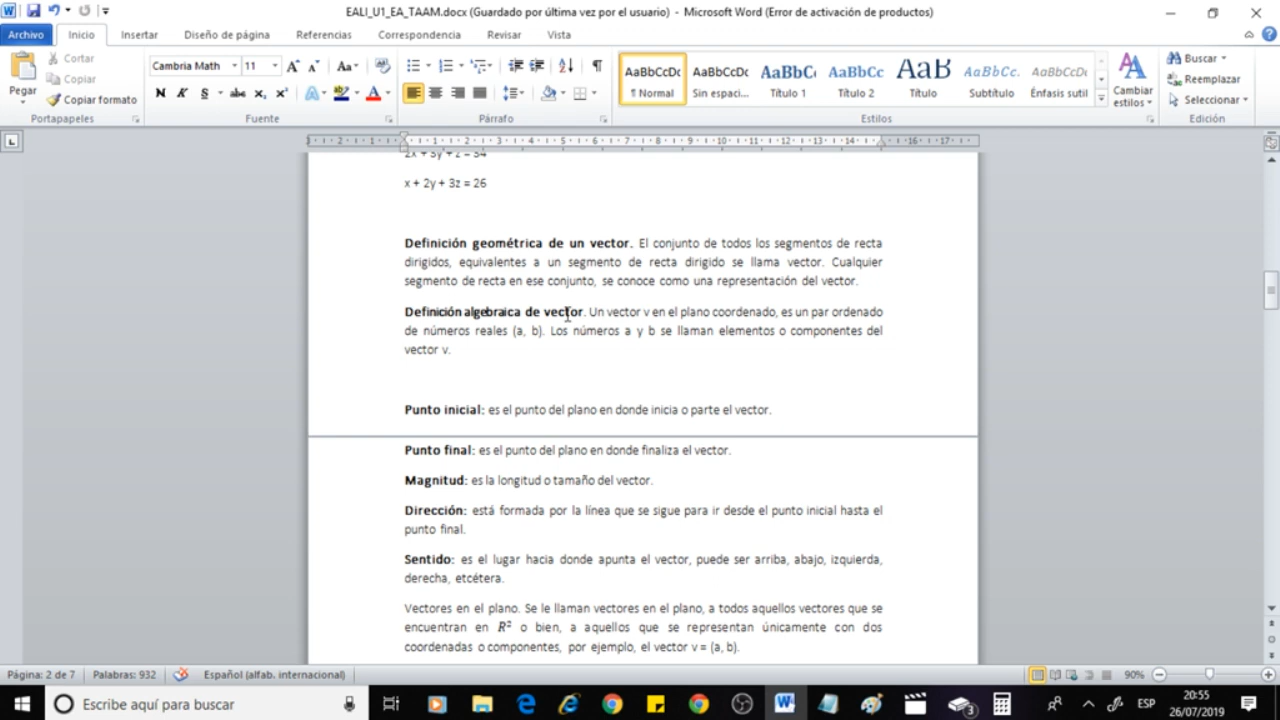 EALI_U1_EA_TAAM.docx (Guardado por última vez por el usuario) - Microsoft Word (Error de activación de productos)
Archivo Inicio Insertar Diseño de página Referencias Correspondencia Revisar Vista
Pegar
Cortar
Copiar
Copiar formato
Portapapeles
Cambria Math 11
Fuente
Párrafo
AaBbCcDc AaBbCcDc AaBbC AaBbCc AaB AaBbCc. AaBbCcDc
¶ Normal Sin espaci... Título 1 Título 2 Título Subtítulo Énfasis sutil
Cambiar estilos
Estilos
Buscar
Reemplazar
Seleccionar
Edición
2x + 5y + z = 54
x + 2y + 3z = 26
Definición geométrica de un vector. El conjunto de todos los segmentos de recta
dirigidos, equivalentes a un segmento de recta dirigido se llama vector. Cualquier
segmento de recta en ese conjunto, se conoce como una representación del vector.
Definición algebraica de vector. Un vector v en el plano coordenado, es un par ordenado
de números reales (a, b). Los números a y b se llaman elementos o componentes del
vector v.
Punto inicial: es el punto del plano en donde inicia o parte el vector.
Punto final: es el punto del plano en donde finaliza el vector.
Magnitud: es la longitud o tamaño del vector.
Dirección: está formada por la línea que se sigue para ir desde el punto inicial hasta el
punto final.
Sentido: es el lugar hacia donde apunta el vector, puede ser arriba, abajo, izquierda,
derecha, etcétera.
Vectores en el plano. Se le llaman vectores en el plano, a todos aquellos vectores que se
encuentran en R² o bien, a aquellos que se representan únicamente con dos
coordenadas o componentes, por ejemplo, el vector v = (a, b).
Página: 2 de 7 Palabras: 932 Español (alfab. internacional) 90%
Escribe aquí para buscar
3
ESP
20:55
26/07/2019